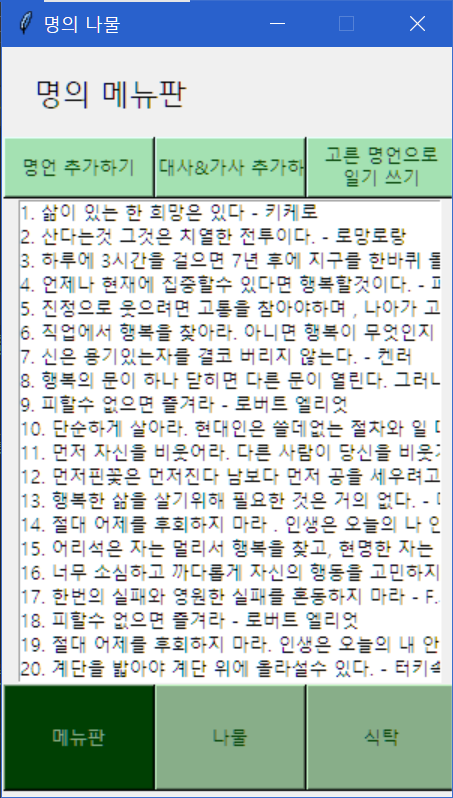 명의 나물
명의 메뉴판
명언 추가하기
대사&가사 추가하
고른 명언으로
일기 쓰기
1. 삶이 있는 한 희망은 있다 - 키케로
2. 산다는것 그것은 치열한 전투이다. - 로망로랑
3. 하루에 3시간을 걸으면 7년 후에 지구를 한바퀴
4. 언제나 현재에 집중할수 있다면 행복할것이다. -
5. 진정으로 웃으려면 고통을 참아야하며 , 나아가 고
6. 직업에서 행복을 찾아라. 아니면 행복이 무엇인지
7. 신은 용기있는자를 결코 버리지 않는다. - 켄러
8. 행복의 문이 하나 닫히면 다른 문이 열린다. 그러나
9. 피할수 없으면 즐겨라 - 로버트 엘리엇
10. 단순하게 살아라. 현대인은 쓸데없는 절차와 일
11. 먼저 자신을 비웃어라. 다른 사람이 당신을 비웃기
12. 먼저핀꽃은 먼저진다 남보다 먼저 공을 세우려고
13. 행복한 삶을 살기위해 필요한 것은 거의 없다. -
14. 절대 어제를 후회하지 마라 . 인생은 오늘의 나 안
15. 어리석은 자는 멀리서 행복을 찾고, 현명한 자는
16. 너무 소심하고 까다롭게 자신의 행동을 고민하지
17. 한번의 실패와 영원한 실패를 혼동하지 마라 - F.
18. 피할수 없으면 즐겨라 - 로버트 엘리엇
19. 절대 어제를 후회하지 마라. 인생은 오늘의 내 안
20. 계단을 밟아야 계단 위에 올라설수 있다. - 터키속
메뉴판
나물
식탁